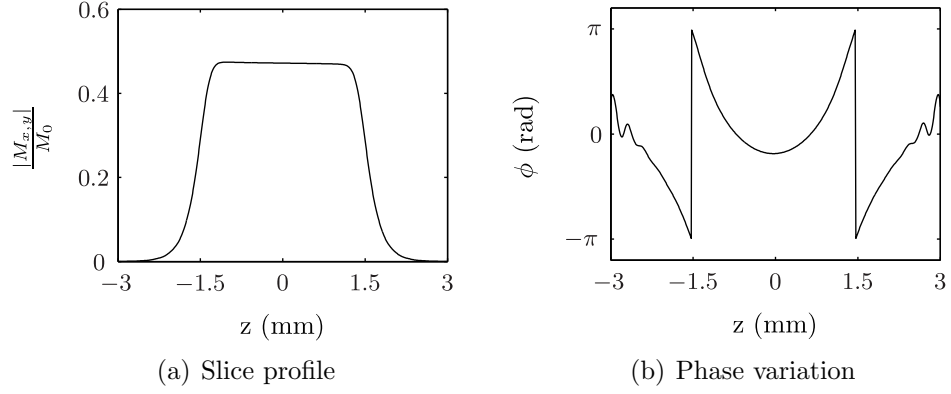 0.6
0.4
0.2
0
−3
−1.5
0
1.5
3
|M_{x,y}|
M_0
z (mm)
(a) Slice profile
π
0
−π
−3
−1.5
0
1.5
3
ϕ (rad)
z (mm)
(b) Phase variation